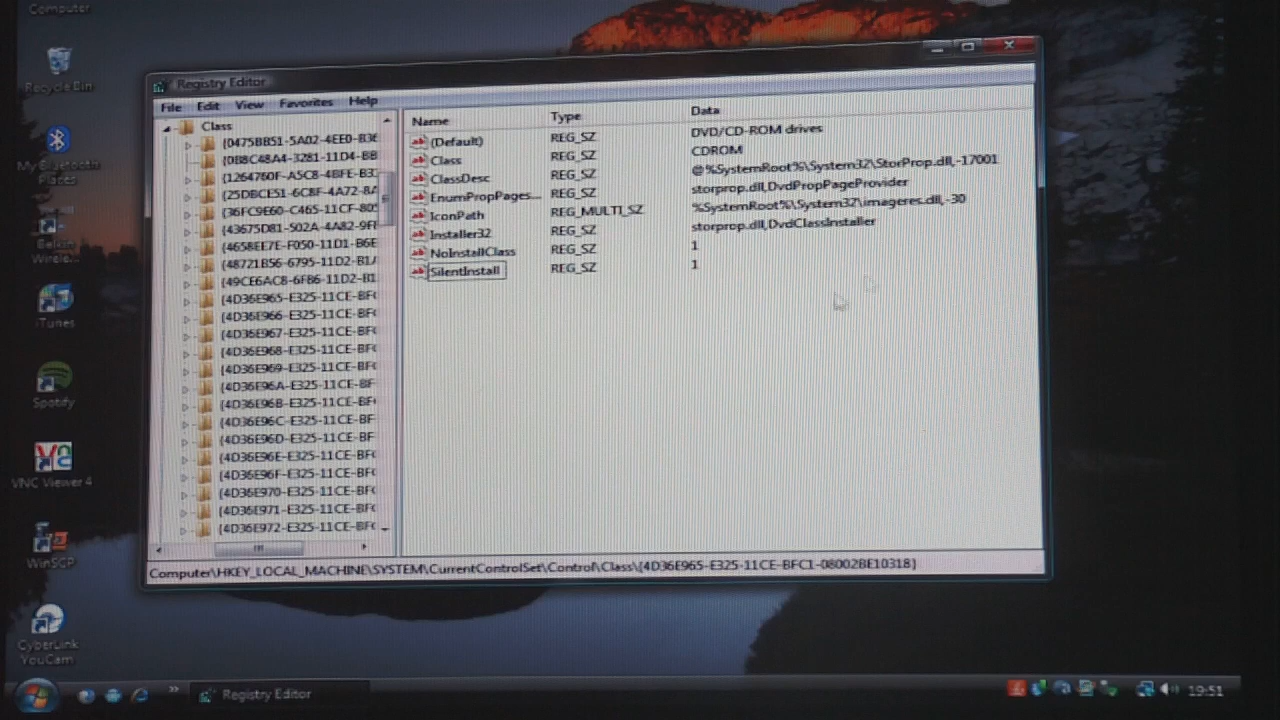 Computer
Recycle Bin
My Bluetooth
Places
Belkin
Wirele...
iTunes
Spotify
VNC Viewer 4
WinSCP
CyberLink
YouCam
Registry Editor
File Edit View Favorites Help
Class
{0475BB51-5A02-4EE0-B36
{0B8C48A4-3281-11D4-BB
{1264760F-A5C8-4BFE-B3
{25DBCE51-6C8F-4A72-8A
{36FC9E60-C465-11CF-805
{43675D81-502A-4A82-9F8
{4658EE7E-F050-11D1-B6E
{48721B56-6795-11D2-B1A
{49CE6AC8-6F86-11D2-B1
{4D36E965-E325-11CE-BFC
{4D36E966-E325-11CE-BFC
{4D36E967-E325-11CE-BFC
{4D36E968-E325-11CE-BFC
{4D36E969-E325-11CE-BFC
{4D36E96A-E325-11CE-BF
{4D36E96B-E325-11CE-BFC
{4D36E96C-E325-11CE-BF
{4D36E96D-E325-11CE-BF
{4D36E96E-E325-11CE-BFC
{4D36E96F-E325-11CE-BFC
{4D36E970-E325-11CE-BFC
{4D36E971-E325-11CE-BFC
{4D36E972-E325-11CE-BFC
Name Type Data
(Default) REG_SZ DVD/CD-ROM drives
Class REG_SZ CDROM
ClassDesc REG_SZ @%SystemRoot%\System32\StorProp.dll,-17001
EnumPropPages... REG_SZ storprop.dll,DvdPropPageProvider
IconPath REG_MULTI_SZ %SystemRoot%\System32\imageres.dll,-30
Installer32 REG_SZ storprop.dll,DvdClassInstaller
NoInstallClass REG_SZ 1
SilentInstall REG_SZ 1
Computer\HKEY_LOCAL_MACHINE\SYSTEM\CurrentControlSet\Control\Class\{4D36E965-E325-11CE-BFC1-08002BE10318}
Registry Editor
19:51